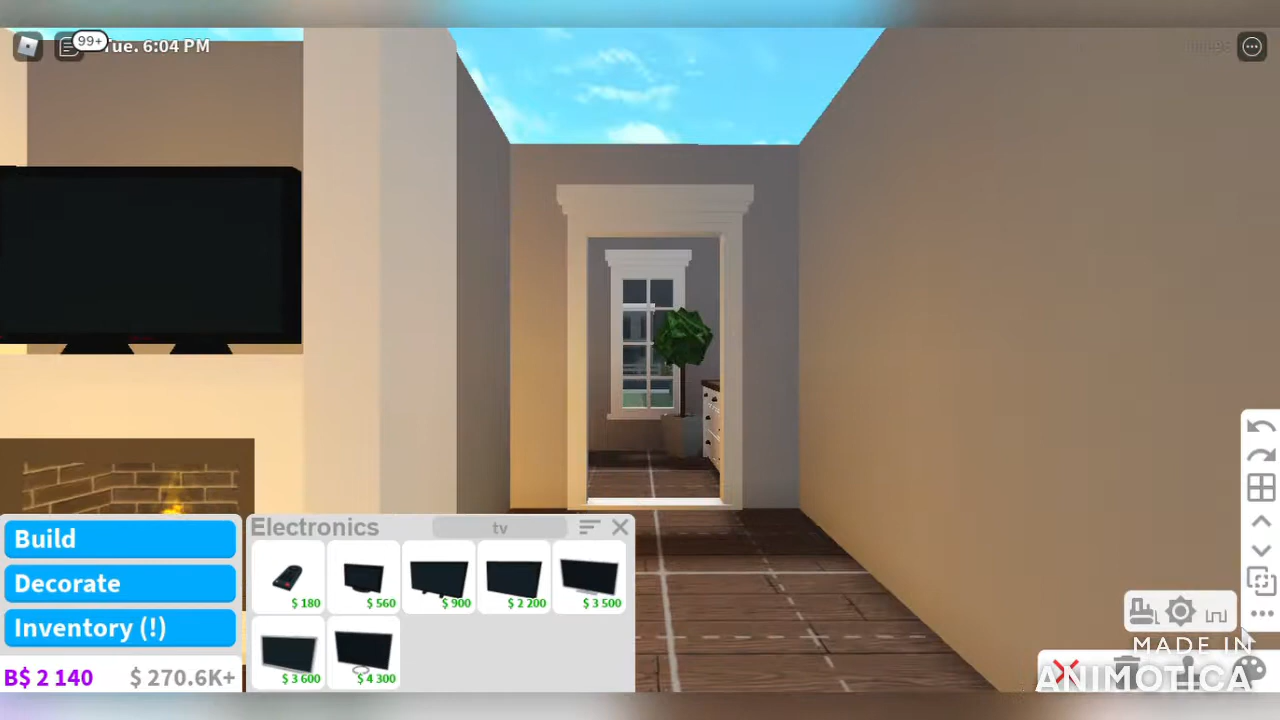 99+
Tue. 6:04 PM
Build
Decorate
Inventory (!)
B$ 2 140
$ 270.6K+
Electronics
tv
$ 180
$ 560
$ 900
$ 2 200
$ 3 500
$ 3 600
$ 4 300
MADE IN
ANIMOTICA